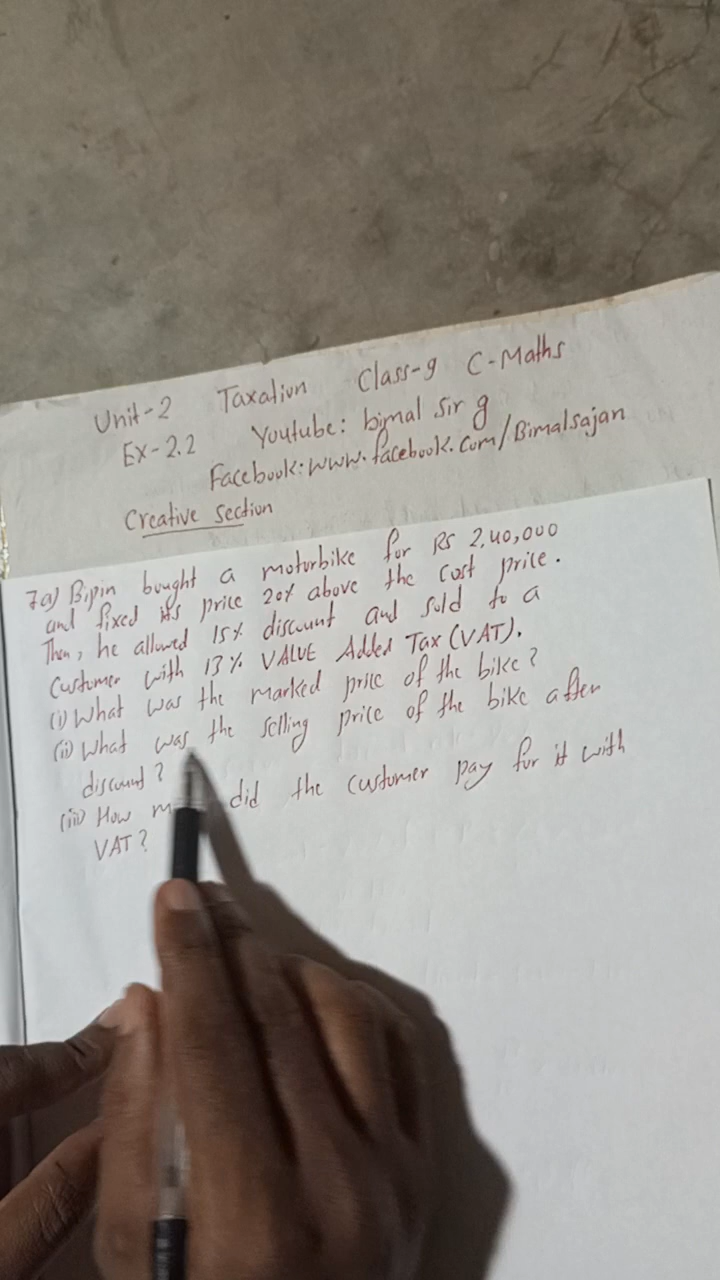 Unit-2 Taxation Class-9 C-Maths
Ex-2.2 Youtube: bimal sir g
Facebook: www.facebook.com/Bimalsajan
Creative section
7a) Bipin bought a motorbike for RS 2,40,000
and fixed its price 20% above the cost price.
Then, he allowed 15% discount and sold to a
customer with 13% VALUE Added Tax (VAT).
(i) What was the marked price of the bike?
(ii) What was the selling price of the bike after
discount?
(iii) How did the customer pay for it with
VAT?